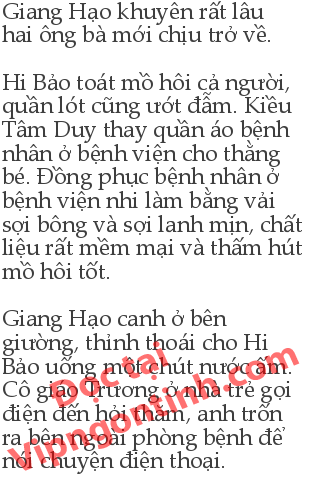 Giang Hạo khuyên rất lâu
hai ông bà mới chịu trở về.

Hi Bảo toát mồ hôi cả người,
quần lót cũng ướt đẫm. Kiều
Tâm Duy thay quần áo bệnh
nhân ở bệnh viện cho thằng
bé. Đồng phục bệnh nhân ở
bệnh viện nhi làm bằng vải
sợi bông và sợi lanh mịn, chất
liệu rất mềm mại và thấm hút
mồ hôi tốt.

Giang Hạo canh ở bên
giường, thỉnh thoải cho Hi
Bảo uống một chút nước ấm.
Cô giáo Trương ở nhà trẻ gọi
điện đến hỏi thăm, anh trốn
ra bên ngoài phòng bệnh để
nói chuyện điện thoại.
Đọc tại
Vipngontinh.com